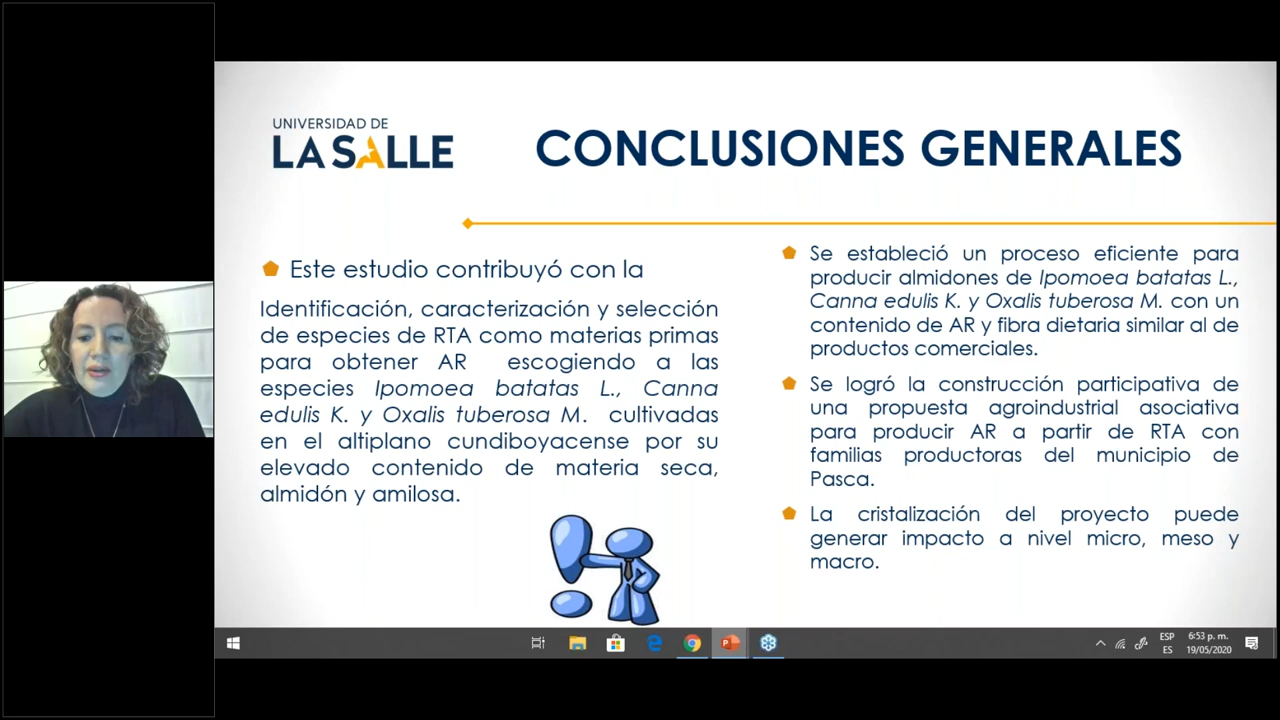 UNIVERSIDAD DE
LA SALLE
CONCLUSIONES GENERALES
Este estudio contribuyó con la
Identificación, caracterización y selección
de especies de RTA como materias primas
para obtener AR escogiendo a las
especies Ipomoea batatas L., Canna
edulis K. y Oxalis tuberosa M. cultivadas
en el altiplano cundiboyacense por su
elevado contenido de materia seca,
almidón y amilosa.
Se estableció un proceso eficiente para
producir almidones de Ipomoea batatas L.,
Canna edulis K. y Oxalis tuberosa M. con un
contenido de AR y fibra dietaria similar al de
productos comerciales.
Se logró la construcción participativa de
una propuesta agroindustrial asociativa
para producir AR a partir de RTA con
familias productoras del municipio de
Pasca.
La cristalización del proyecto puede
generar impacto a nivel micro, meso y
macro.
ESP
ES
6:53 p. m.
19/05/2020